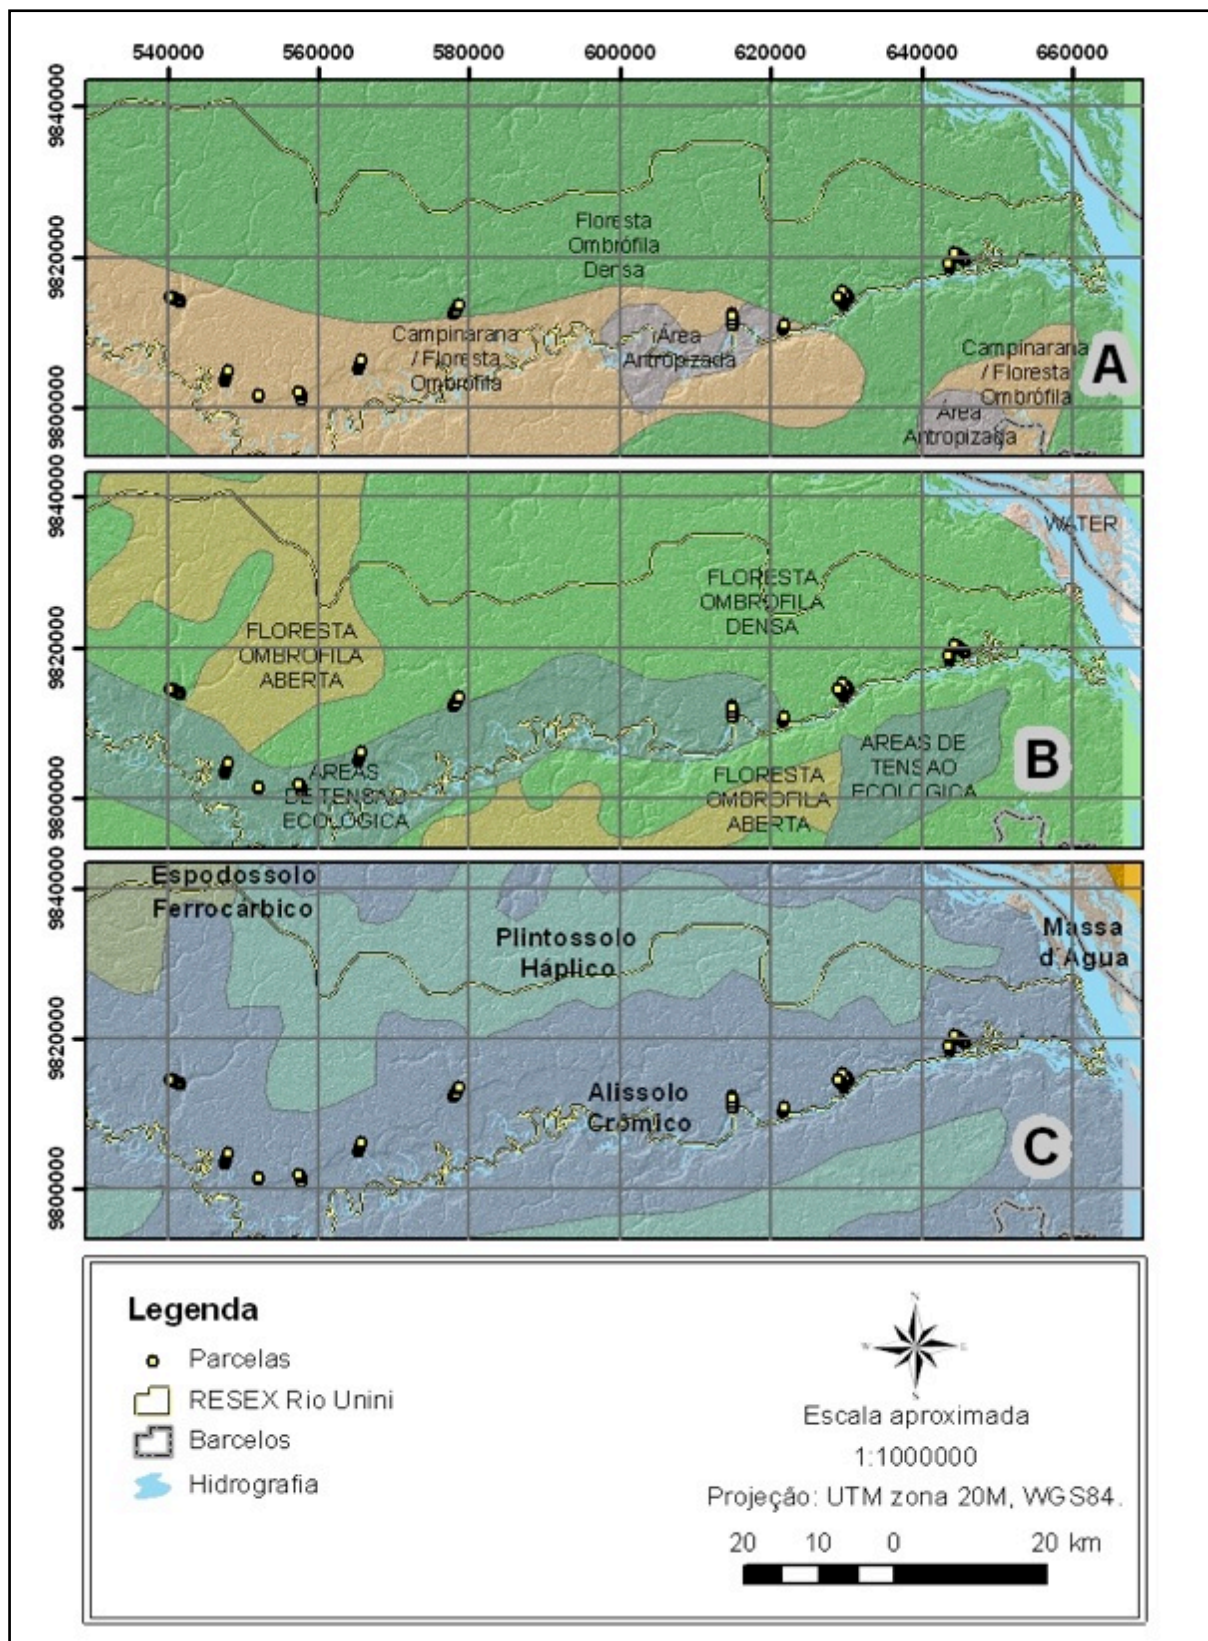 540000 560000 580000 600000 620000 640000 660000
9840000
9820000
9800000
Floresta
Ombrófila
Densa
Campinarana
/ Floresta
Ombrófila
Área
Antropizada
Campinarana
/ Floresta
Ombrófila
Área
Antropizada
A
9840000
9820000
9800000
WATER
FLORESTA
OMBROFILA
DENSA
FLORESTA
OMBROFILA
ABERTA
AREAS
DE TENSAO
ECOLÓGICA
FLORESTA
OMBROFILA
ABERTA
AREAS DE
TENSAO
ECOLÓGICA
B
9840000
9820000
9800000
Espodossolo
Ferrocarbico
Plintossolo
Háplico
Massa
d'Agua
Alissolo
Crômico
C
Legenda
Parcelas
RESEX Rio Unini
Barcelos
Hidrografia
N
W E
S
Escala aproximada
1:1000000
Projeção: UTM zona 20M, WGS84.
20 10 0 20 km